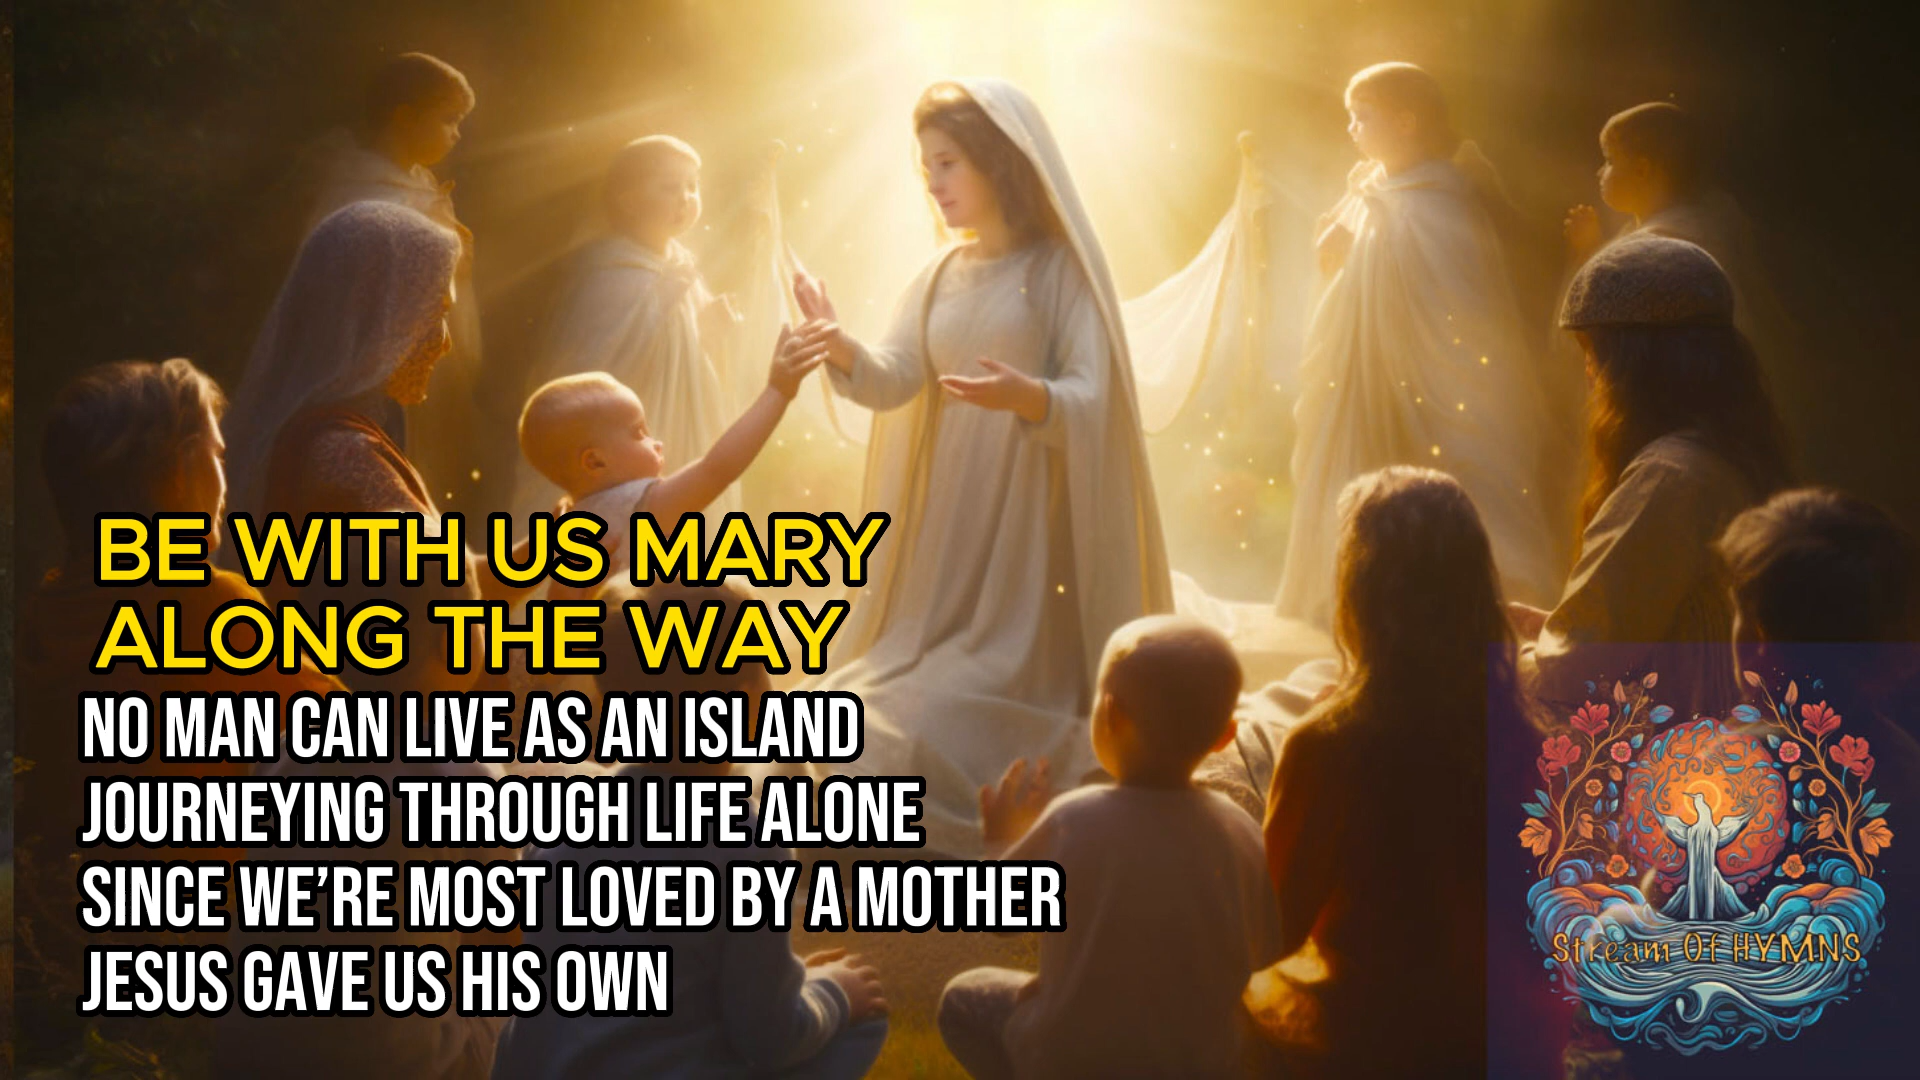 BE WITH US MARY
ALONG THE WAY
NO MAN CAN LIVE AS AN ISLAND
JOURNEYING THROUGH LIFE ALONE
SINCE WE’RE MOST LOVED BY A MOTHER
JESUS GAVE US HIS OWN
Stream Of HYMNS